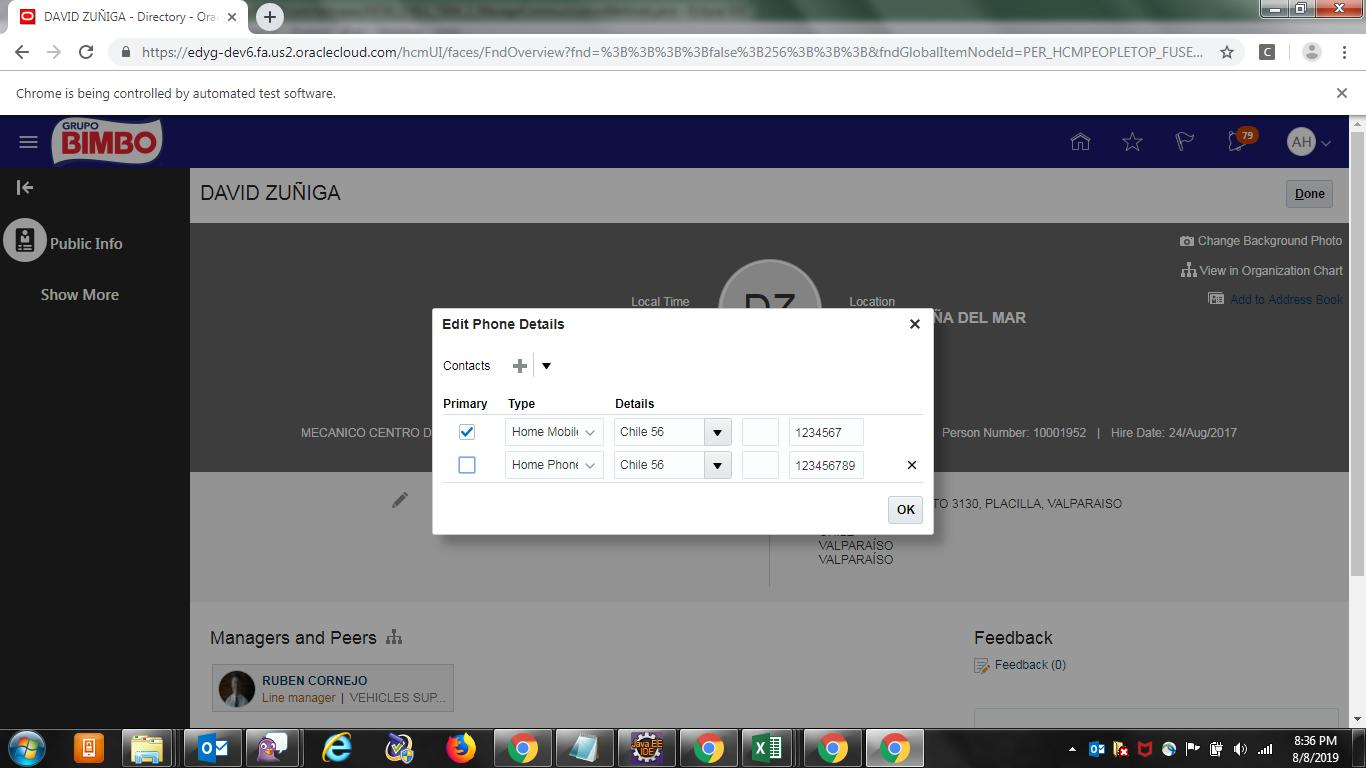 DAVID ZUÑIGA - Directory - Ora
https://edyg-dev6.fa.us2.oraclecloud.com/hcmUI/faces/FndOverview?fnd=%3B%3B%3B%3Bfalse%3B256%3B%3B%3B&fndGlobalItemNodeId=PER_HCMPEOPLETOP_FUSE...
C
Chrome is being controlled by automated test software.
GRUPO
BIMBO
79
AH
DAVID ZUÑIGA
Done
Public Info
Show More
Change Background Photo
View in Organization Chart
Add to Address Book
Local Time
DZ
Location
ÑA DEL MAR
Edit Phone Details
Contacts
Primary Type Details
Home Mobile Chile 56 1234567
Home Phone Chile 56 123456789
OK
MECANICO CENTRO D
Person Number: 10001952 | Hire Date: 24/Aug/2017
TO 3130, PLACILLA, VALPARAISO
VALPARAÍSO
VALPARAÍSO
Managers and Peers
RUBEN CORNEJO
Line manager | VEHICLES SUP...
Feedback
Feedback (0)
Java EE
IDE
8:36 PM
8/8/2019